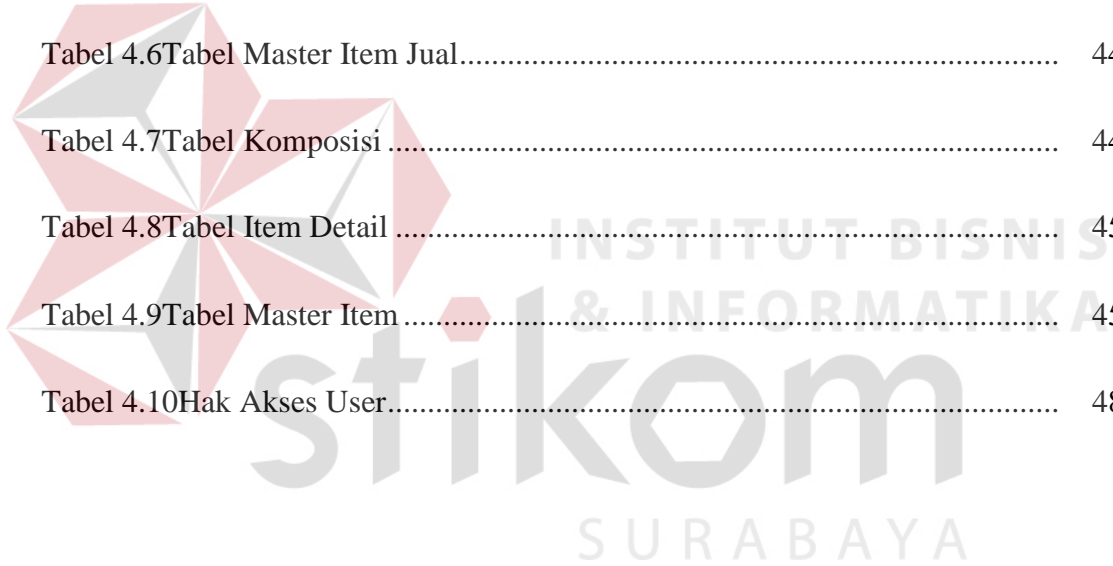 Tabel 4.6Tabel Master Item Jual.......................................................................... 44
Tabel 4.7Tabel Komposisi ................................................................................... 44
Tabel 4.8Tabel Item Detail .................................................................................. 45
INSTITUT BISNIS
Tabel 4.9Tabel Master Item ................................................................................. 45
& INFORMATIKA
stikom
Tabel 4.10Hak Akses User................................................................................... 48
SURABAYA